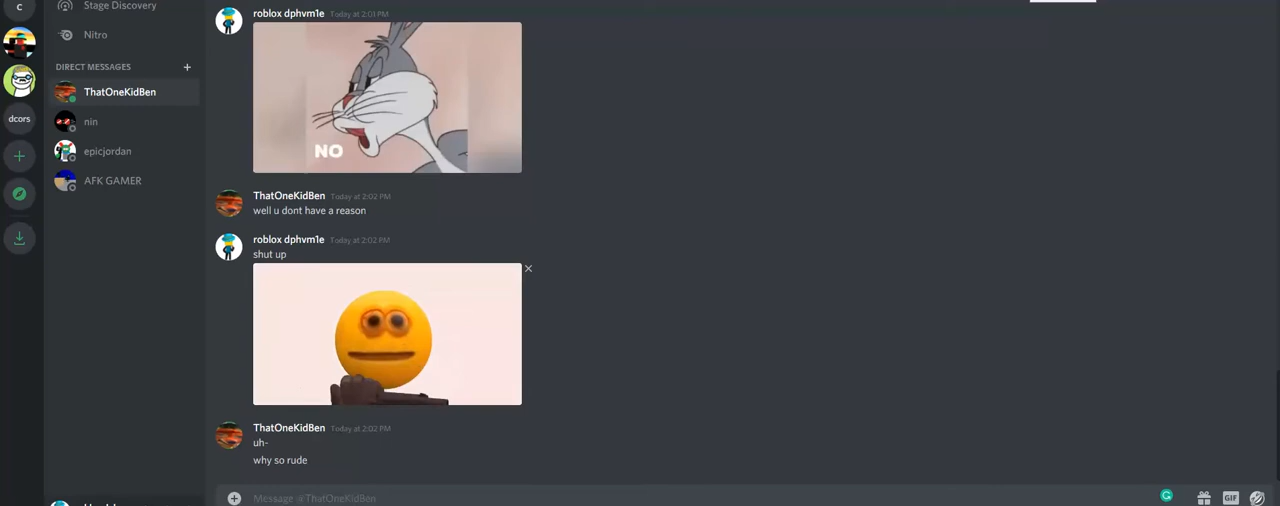 C
Stage Discovery
Nitro
DIRECT MESSAGES
ThatOneKidBen
nin
epicjordan
AFK GAMER
dcors
roblox dphvm1e Today at 2:01 PM
NO
ThatOneKidBen Today at 2:02 PM
well u dont have a reason
roblox dphvm1e Today at 2:02 PM
shut up
ThatOneKidBen Today at 2:02 PM
uh-
why so rude
Message @ThatOneKidBen
GIF